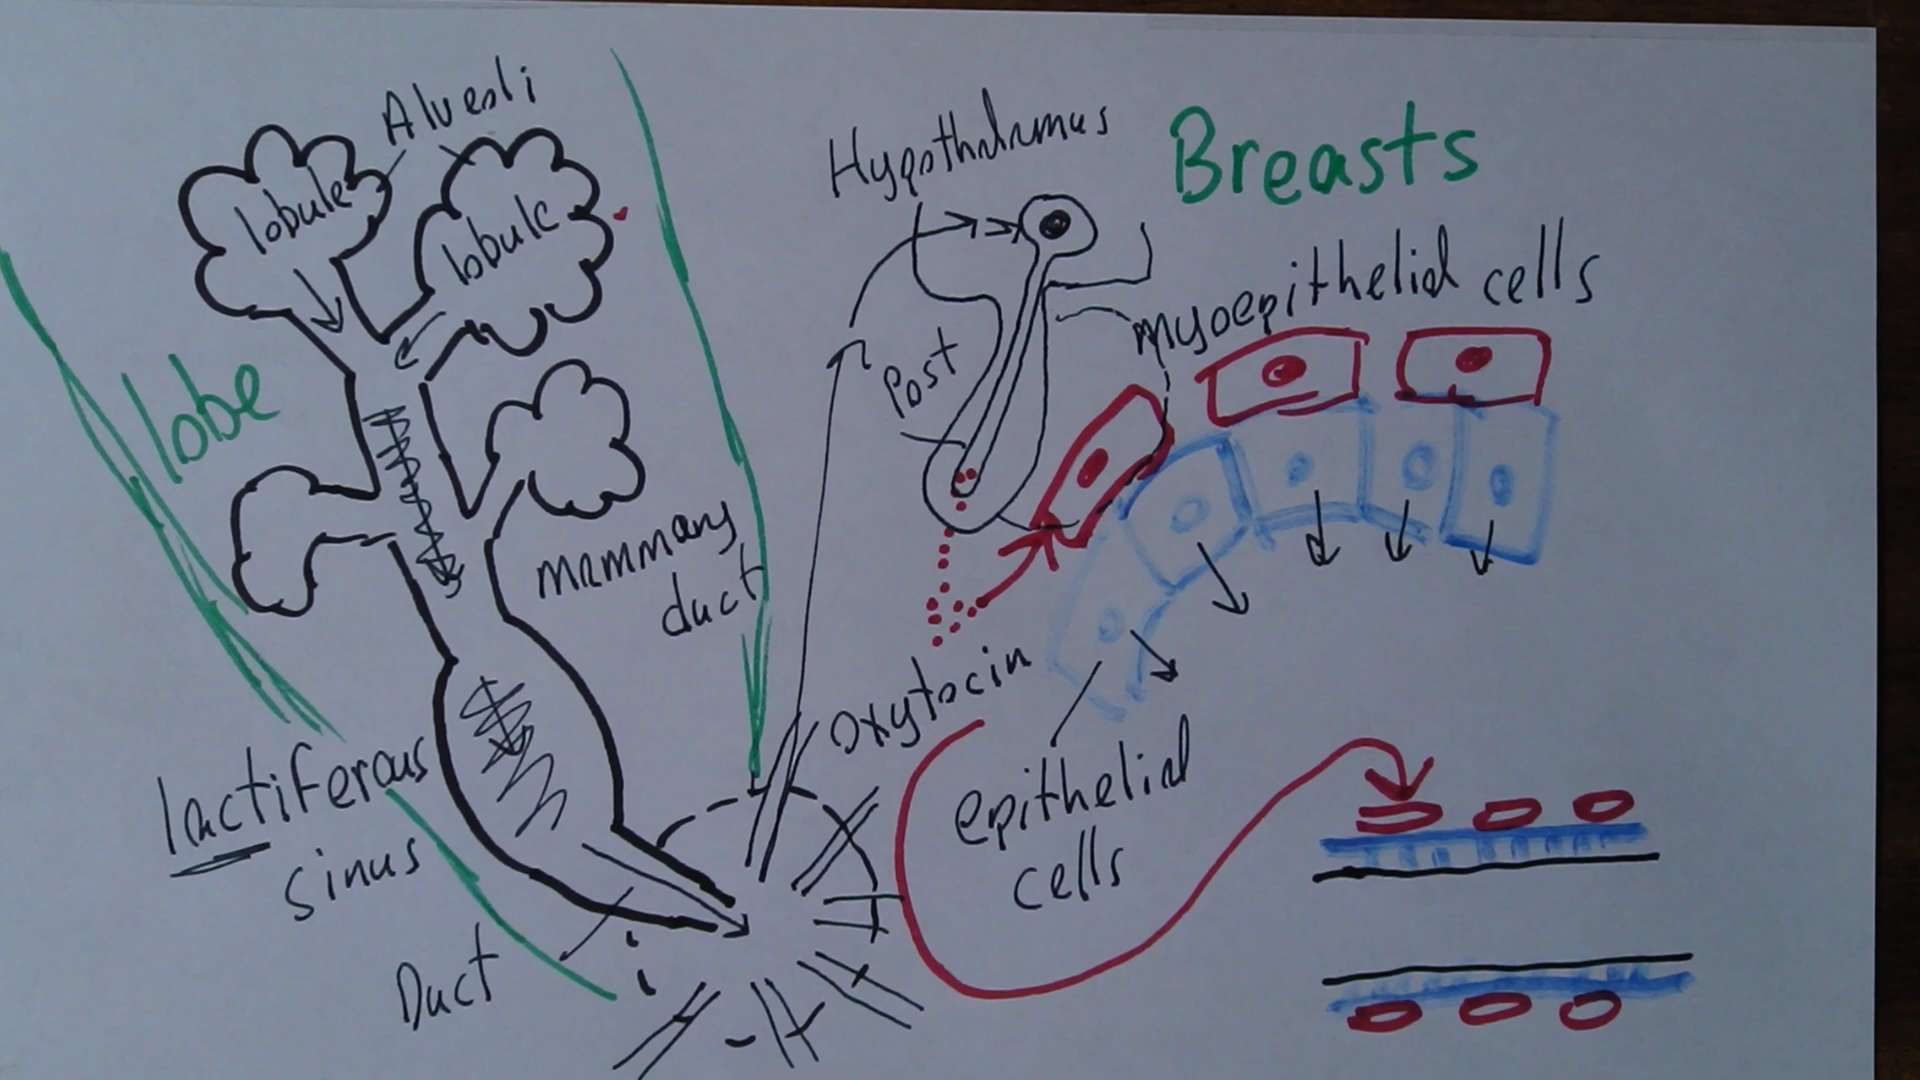 Alveoli
lobule
lobule
Hypothalamus
Breasts
myoepithelial cells
Post
lobe
mammary
duct
oxytocin
epithelial
cells
lactiferous
sinus
Duct